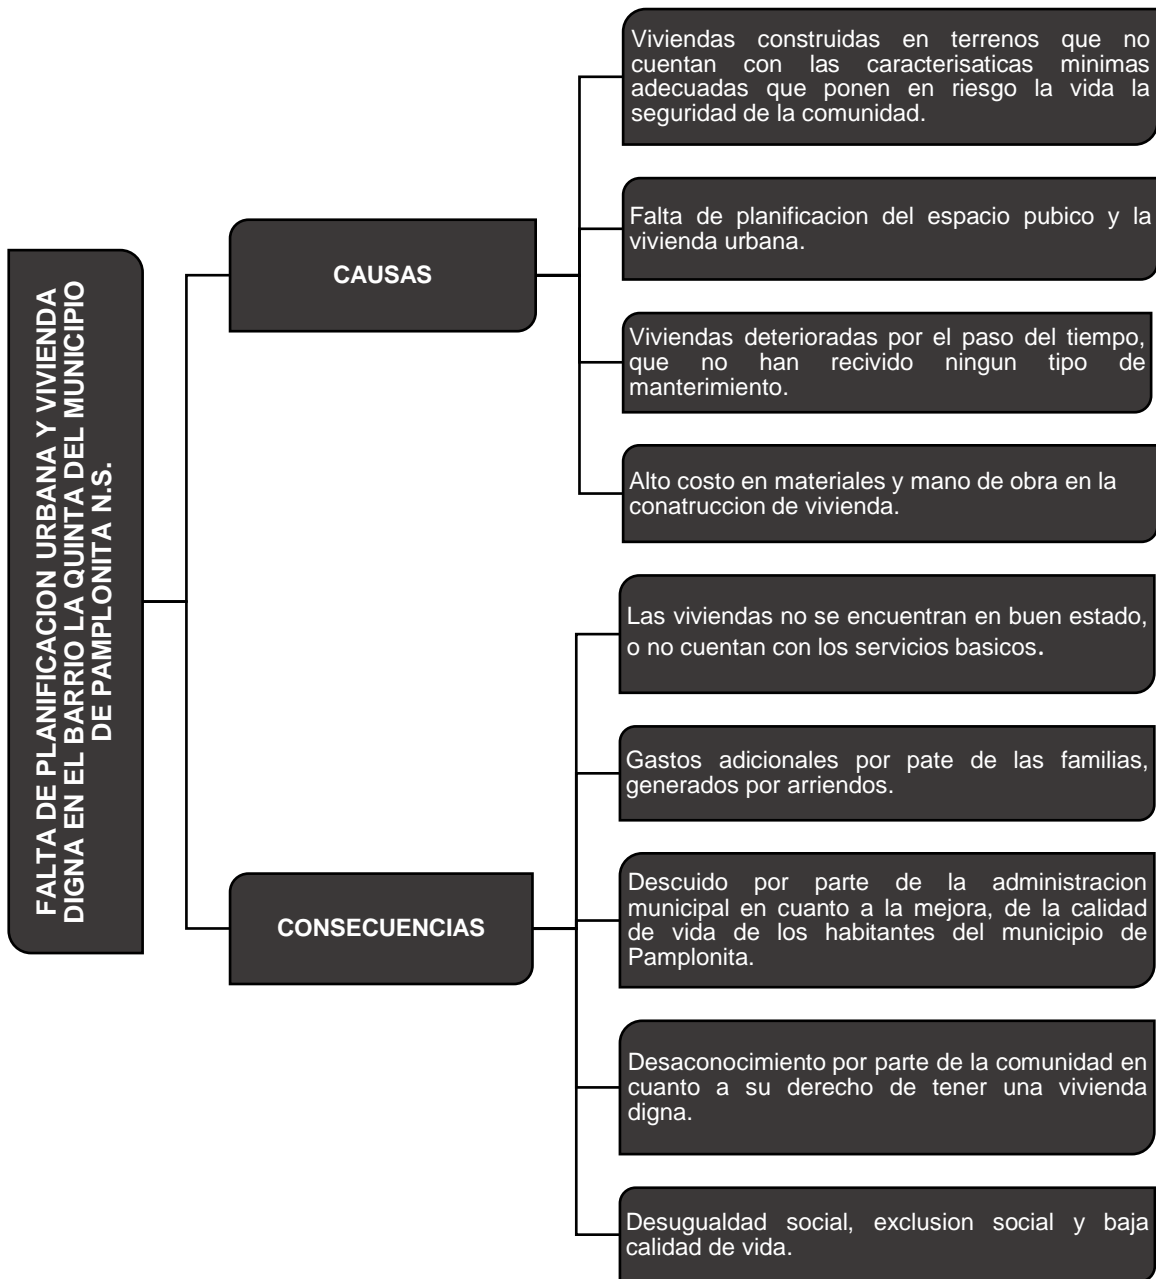 FALTA DE PLANIFICACION URBANA Y VIVIENDA
DIGNA EN EL BARRIO LA QUINTA DEL MUNICIPIO
DE PAMPLONITA N.S.
CAUSAS
Viviendas construidas en terrenos que no
cuentan con las caracterisaticas minimas
adecuadas que ponen en riesgo la vida la
seguridad de la comunidad.
Falta de planificacion del espacio pubico y la
vivienda urbana.
Viviendas deterioradas por el paso del tiempo,
que no han recivido ningun tipo de
manterimiento.
Alto costo en materiales y mano de obra en la
conatruccion de vivienda.
CONSECUENCIAS
Las viviendas no se encuentran en buen estado,
o no cuentan con los servicios basicos.
Gastos adicionales por pate de las familias,
generados por arriendos.
Descuido por parte de la administracion
municipal en cuanto a la mejora, de la calidad
de vida de los habitantes del municipio de
Pamplonita.
Desaconocimiento por parte de la comunidad en
cuanto a su derecho de tener una vivienda
digna.
Desugualdad social, exclusion social y baja
calidad de vida.